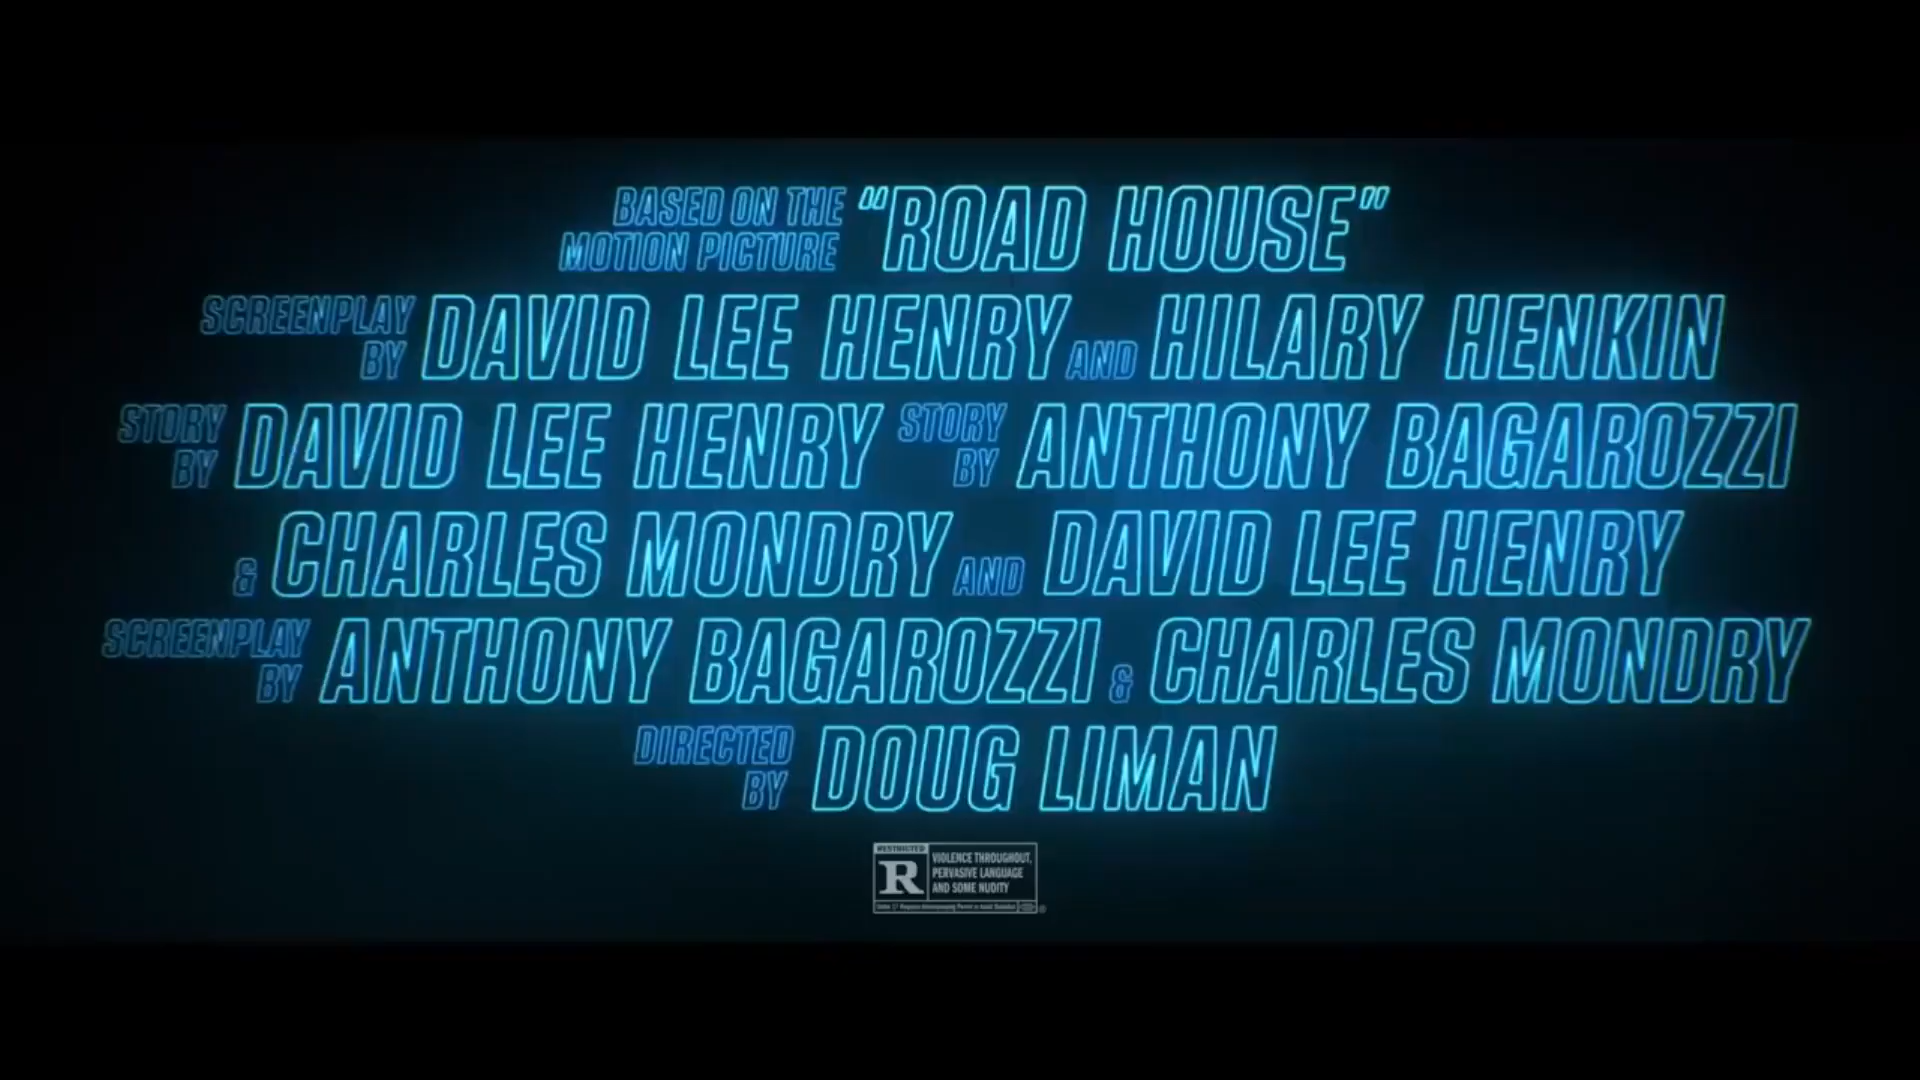 BASED ON THE MOTION PICTURE "ROAD HOUSE"
SCREENPLAY BY DAVID LEE HENRY AND HILARY HENKIN
STORY BY DAVID LEE HENRY STORY BY ANTHONY BAGAROZZI
& CHARLES MONDRY AND DAVID LEE HENRY
SCREENPLAY BY ANTHONY BAGAROZZI & CHARLES MONDRY
DIRECTED BY DOUG LIMAN
RESTRICTED
R
VIOLENCE THROUGHOUT,
PERVASIVE LANGUAGE
AND SOME NUDITY